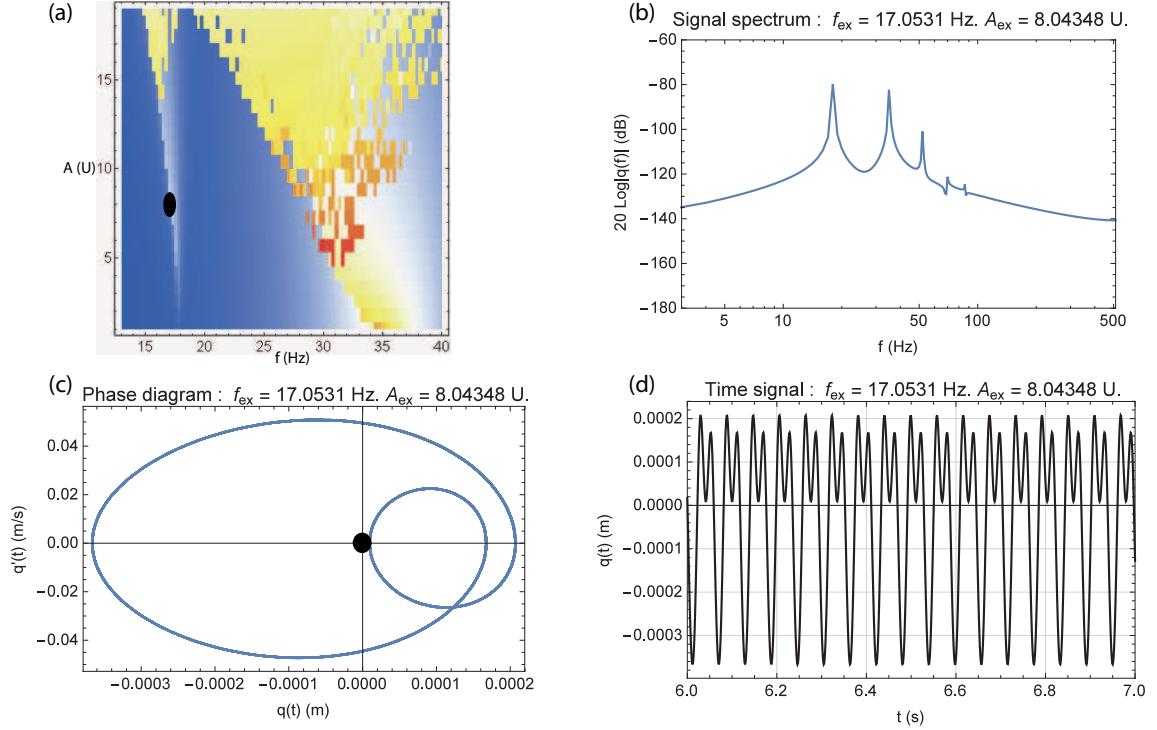 (a)
15
A (U)
10
5
15
20
25
30
35
40
f (Hz)
(b)
Signal spectrum : fex = 17.0531 Hz. Aex = 8.04348 U.
−60
−80
−100
−120
−140
−160
−180
20 Log|q(f)| (dB)
5
10
50
100
500
f (Hz)
(c)
Phase diagram : fex = 17.0531 Hz. Aex = 8.04348 U.
0.04
0.02
0.00
−0.02
−0.04
q'(t) (m/s)
−0.0003
−0.0002
−0.0001
0.0000
0.0001
0.0002
q(t) (m)
(d)
Time signal : fex = 17.0531 Hz. Aex = 8.04348 U.
0.0002
0.0001
0.0000
−0.0001
−0.0002
−0.0003
q(t) (m)
6.0
6.2
6.4
6.6
6.8
7.0
t (s)